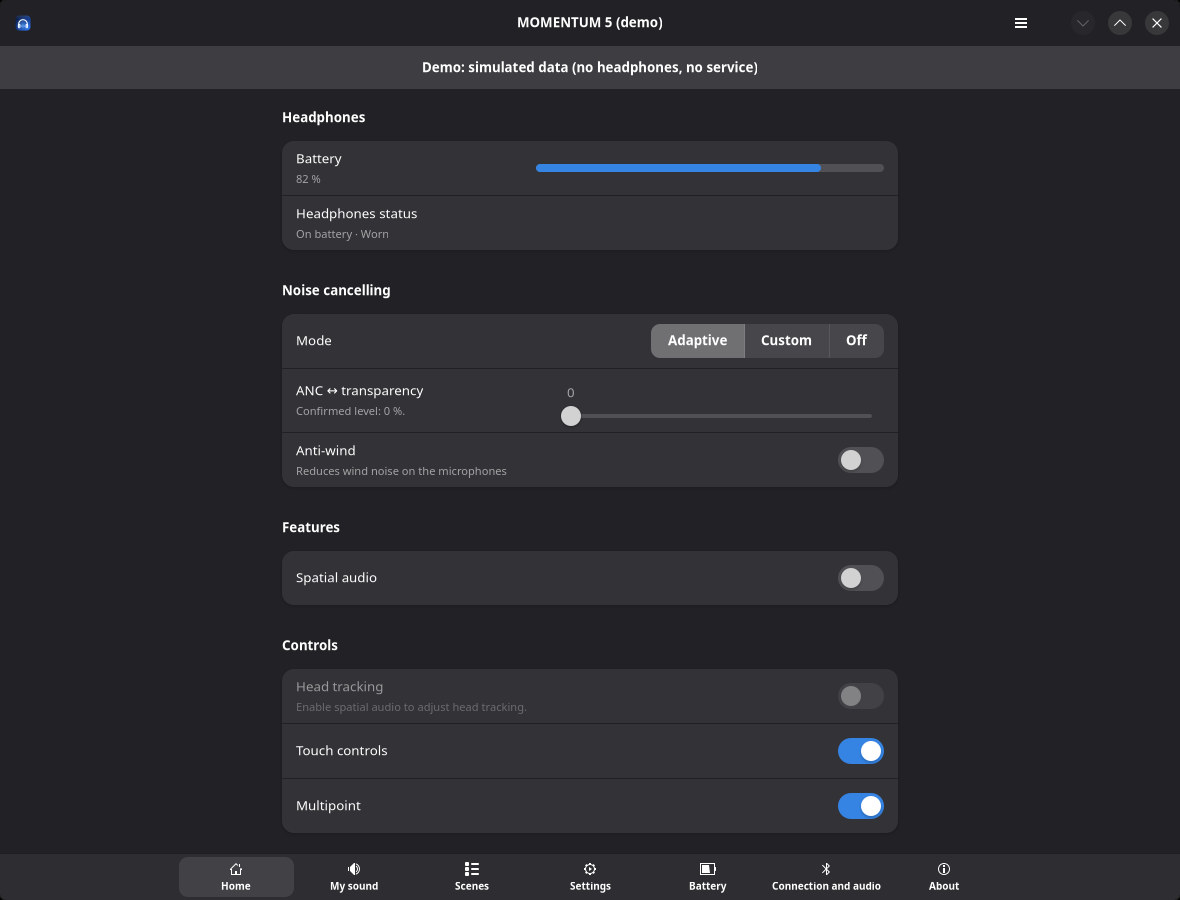 MOMENTUM 5 (demo)
Demo: simulated data (no headphones, no service)
Headphones
Battery
82 %
Headphones status
On battery · Worn
Noise cancelling
Mode
Adaptive Custom Off
ANC ↔ transparency
0
Confirmed level: 0 %.
Anti-wind
Reduces wind noise on the microphones
Features
Spatial audio
Controls
Head tracking
Enable spatial audio to adjust head tracking.
Touch controls
Multipoint
Home My sound Scenes Settings Battery Connection and audio About